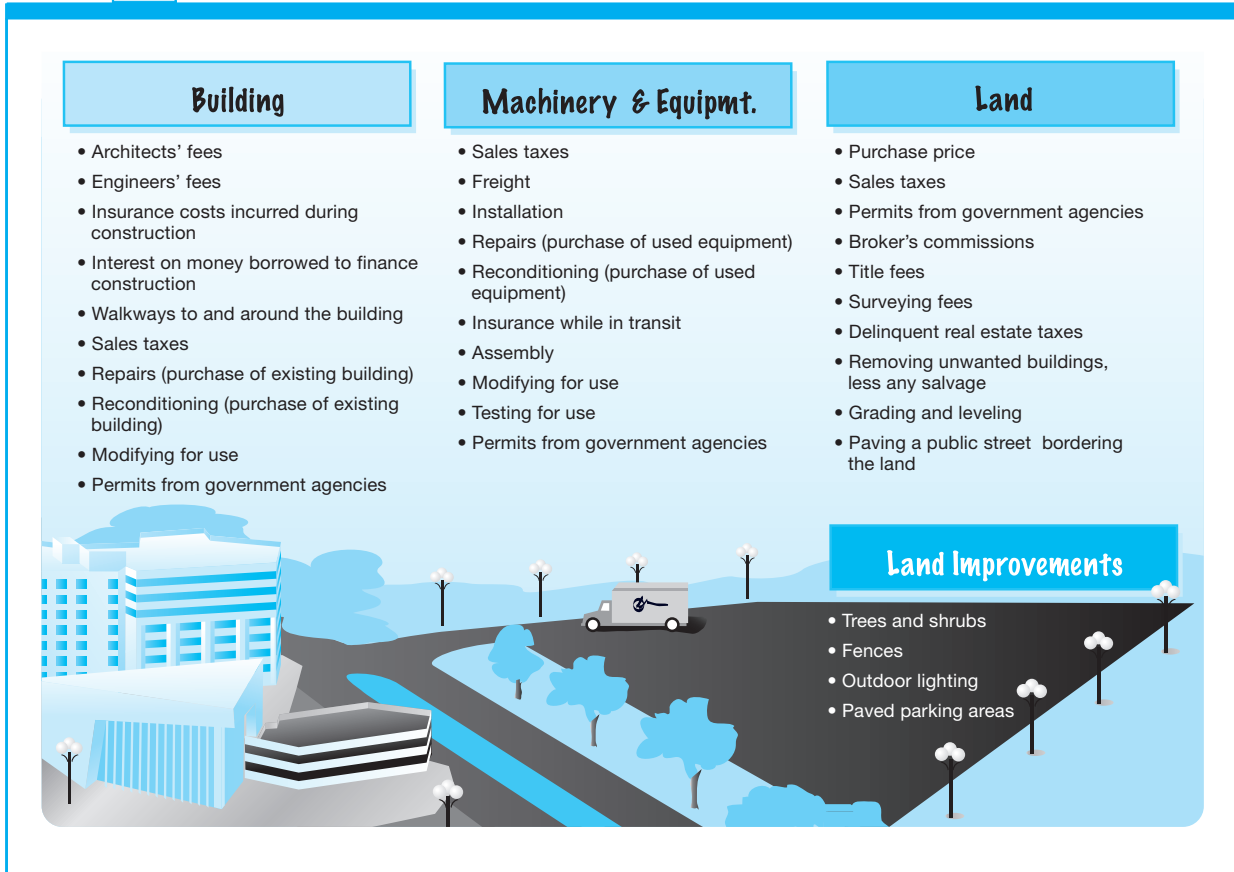 Building
• Architects’ fees
• Engineers’ fees
• Insurance costs incurred during
construction
• Interest on money borrowed to finance
construction
• Walkways to and around the building
• Sales taxes
• Repairs (purchase of existing building)
• Reconditioning (purchase of existing
building)
• Modifying for use
• Permits from government agencies
Machinery & Equipmt.
• Sales taxes
• Freight
• Installation
• Repairs (purchase of used equipment)
• Reconditioning (purchase of used
equipment)
• Insurance while in transit
• Assembly
• Modifying for use
• Testing for use
• Permits from government agencies
Land
• Purchase price
• Sales taxes
• Permits from government agencies
• Broker’s commissions
• Title fees
• Surveying fees
• Delinquent real estate taxes
• Removing unwanted buildings,
less any salvage
• Grading and leveling
• Paving a public street bordering
the land
Land Improvements
• Trees and shrubs
• Fences
• Outdoor lighting
• Paved parking areas